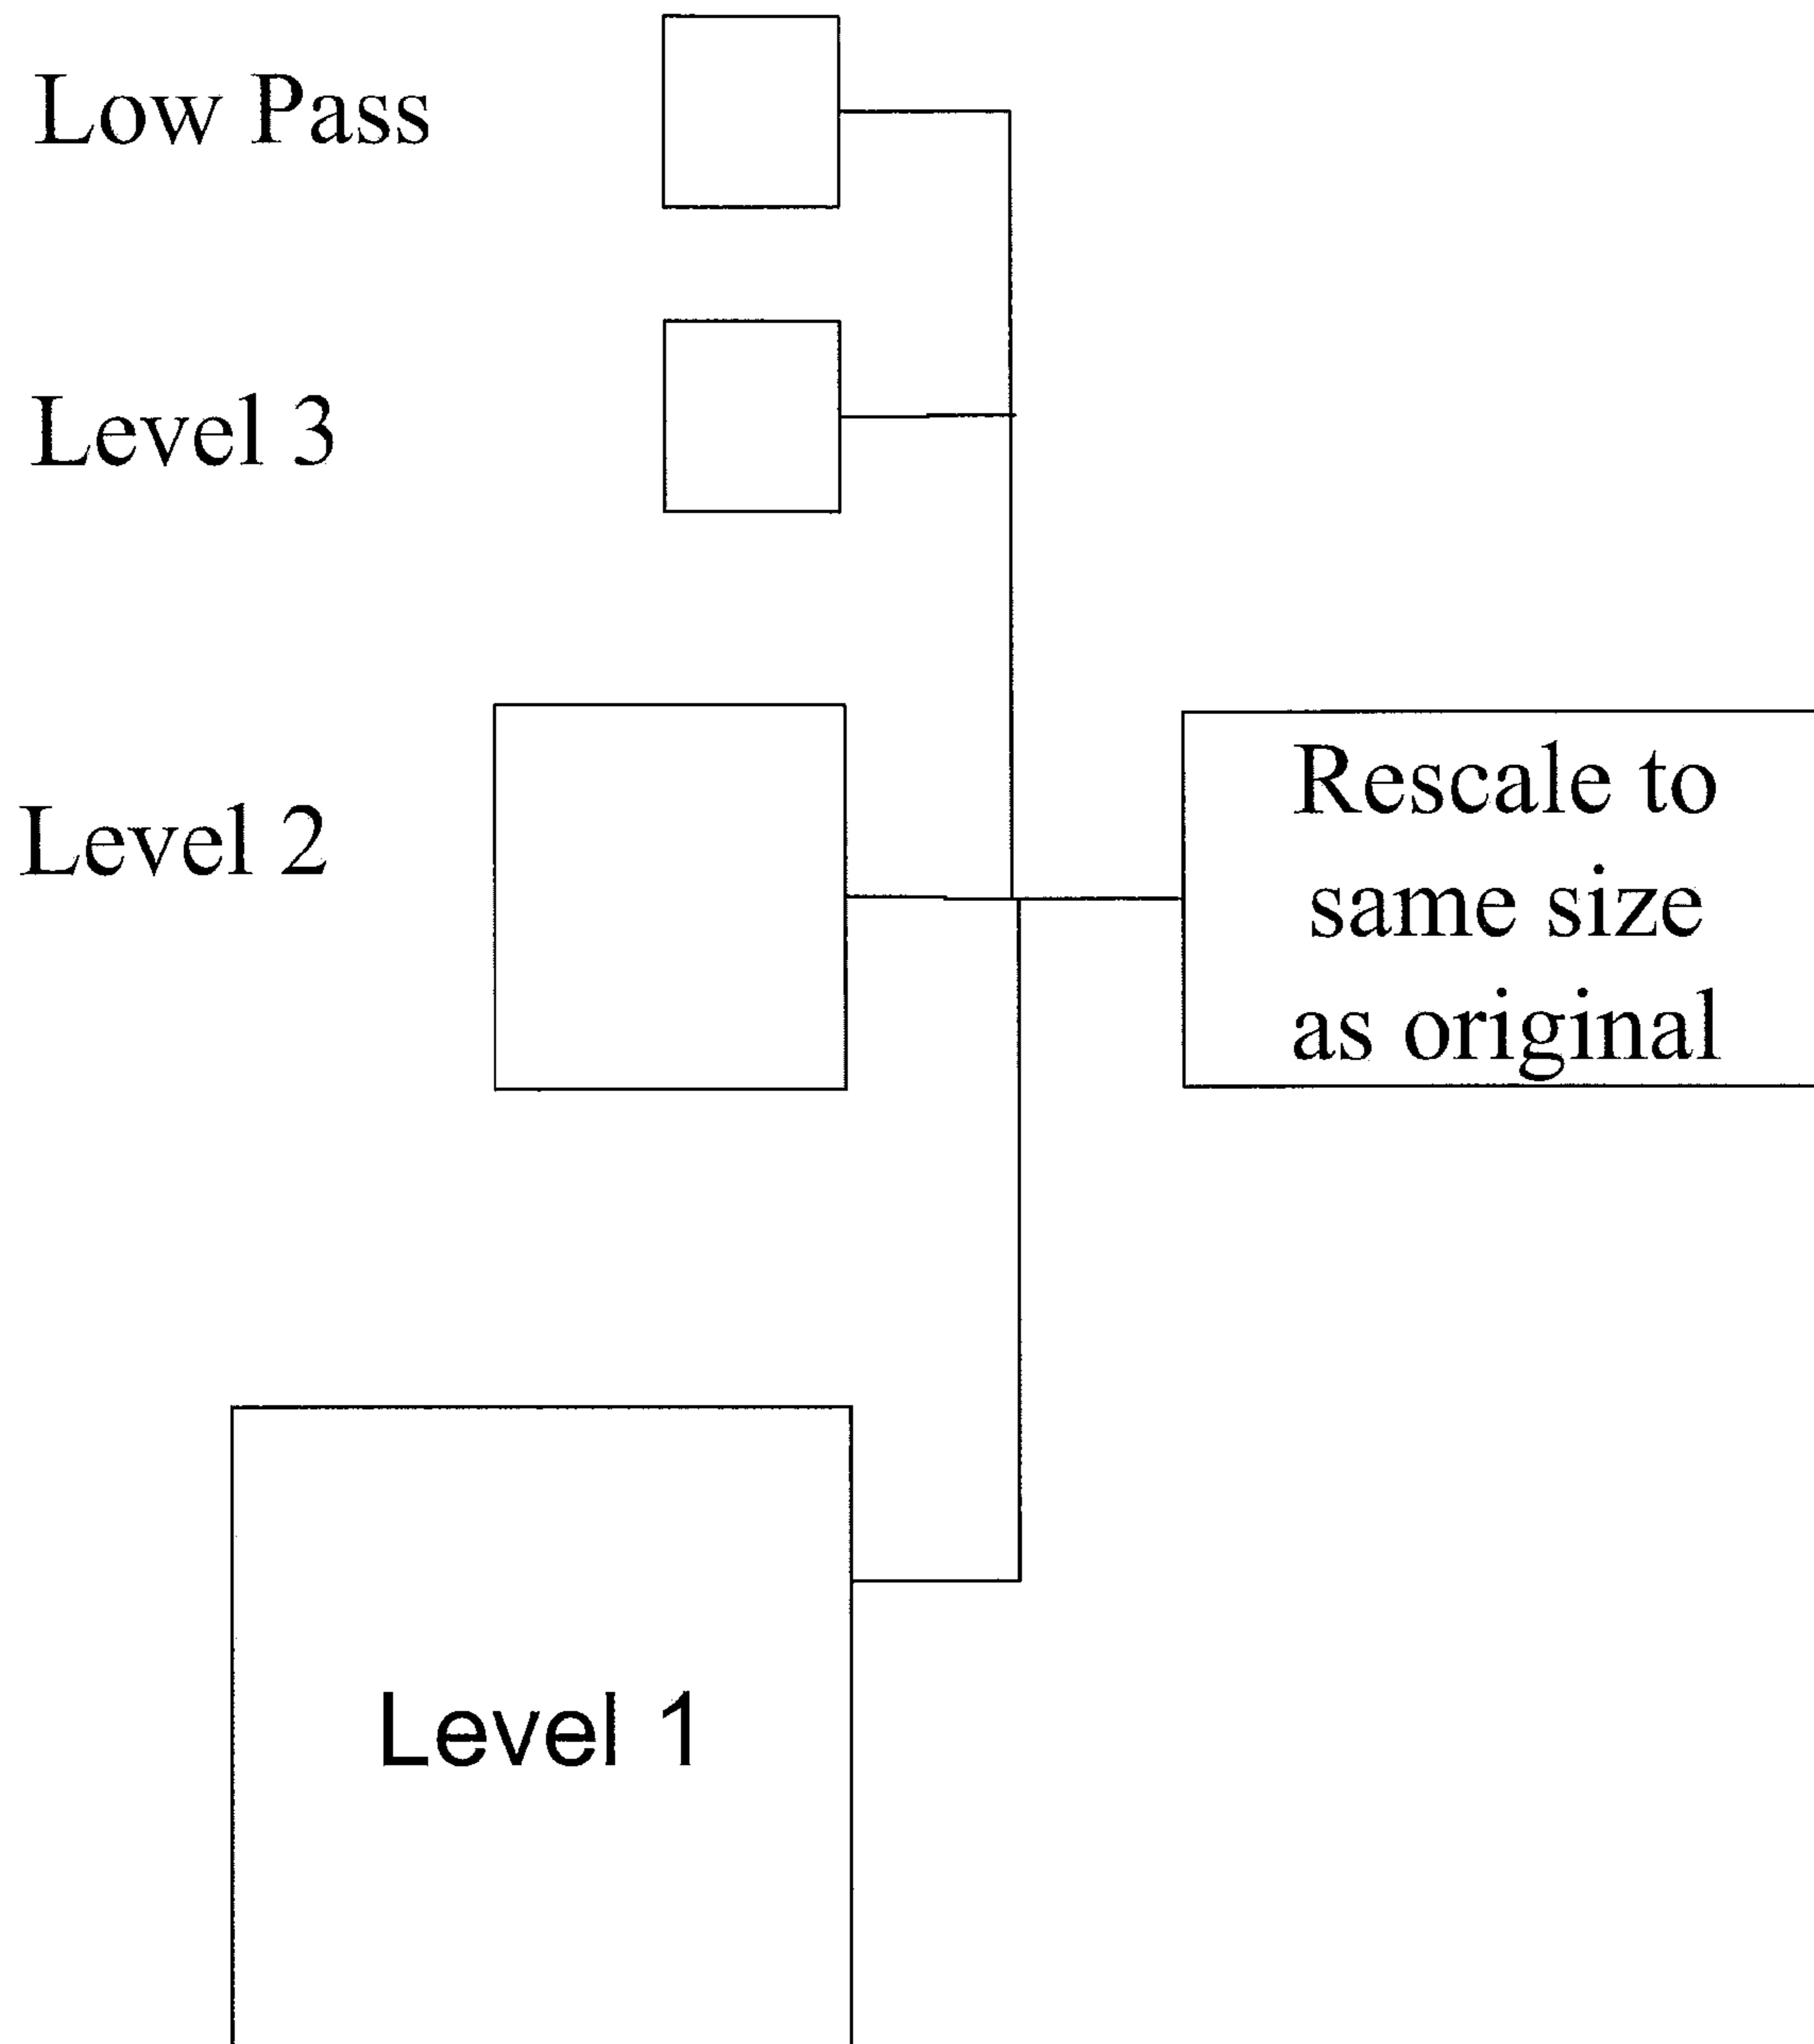 Low Pass
Level 3
Level 2
Rescale to
same size
as original
Level 1